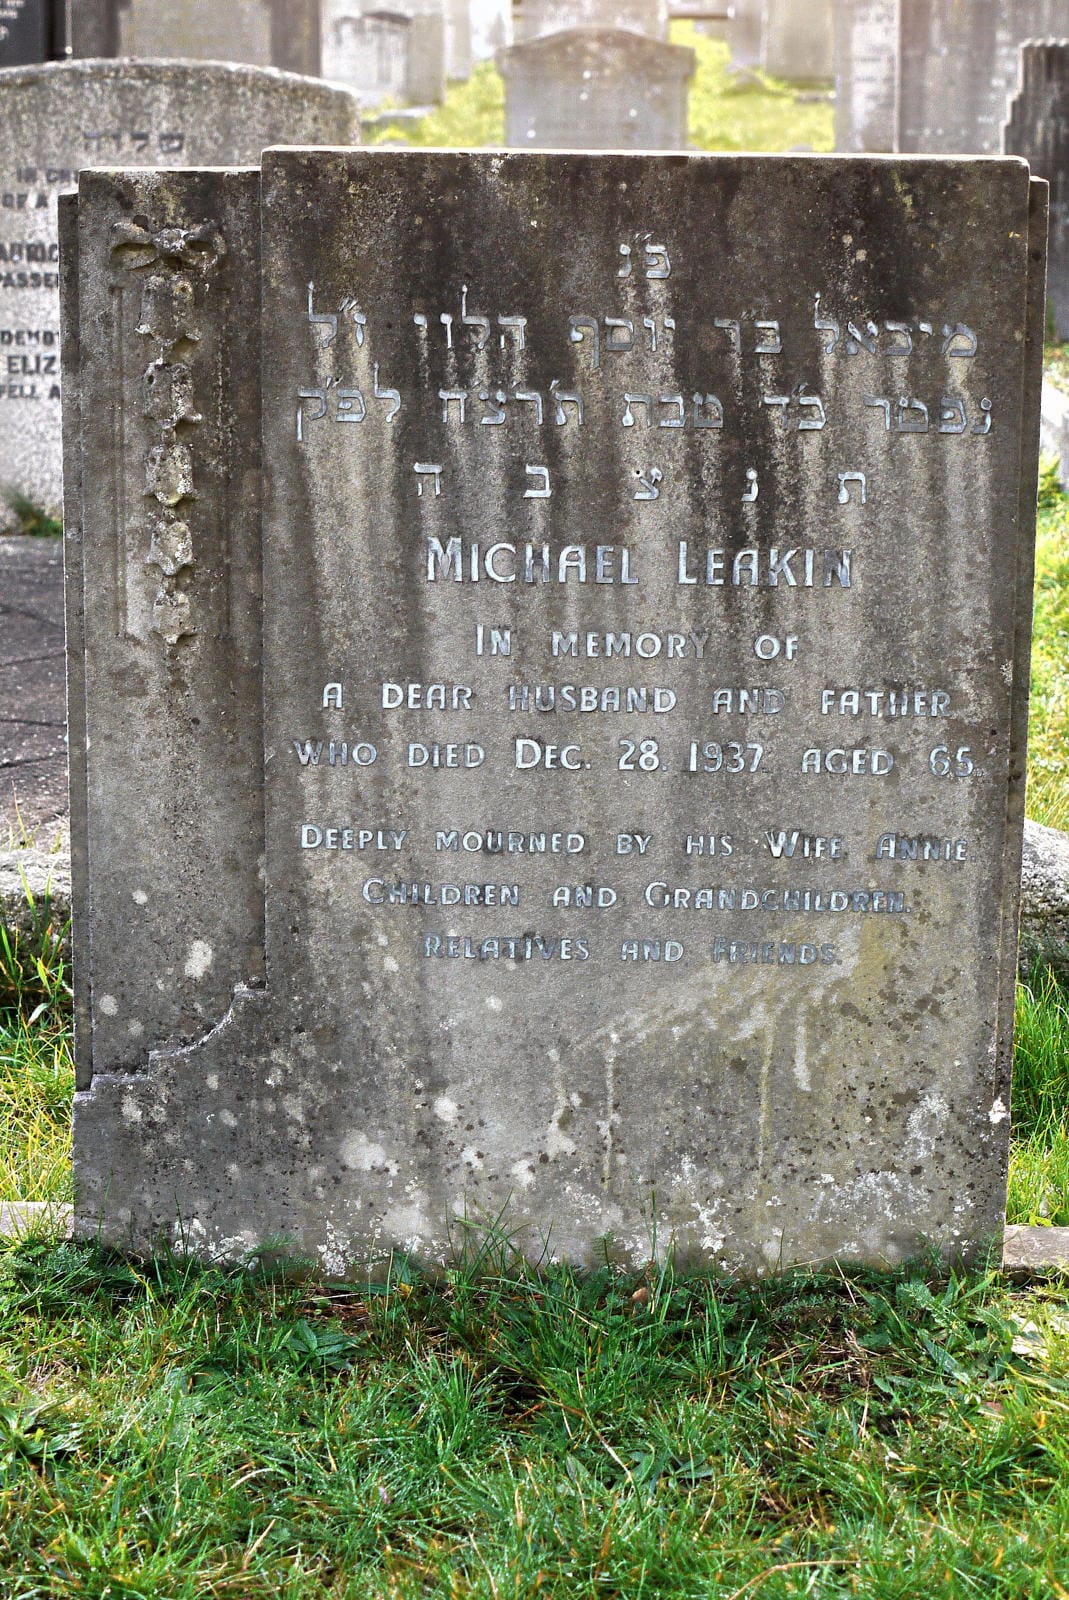 פ״נ
מיכאל בר יוסף הלוי ז״ל
נפטר כ״ד טבת ת׳ר׳צ׳ח׳ לפ״ק
ת נ צ ב ה
MICHAEL LEAKIN
IN MEMORY OF
A DEAR HUSBAND AND FATHER
WHO DIED DEC. 28. 1937. AGED 65.
DEEPLY MOURNED BY HIS WIFE ANNIE.
CHILDREN AND GRANDCHILDREN.
RELATIVES AND FRIENDS.